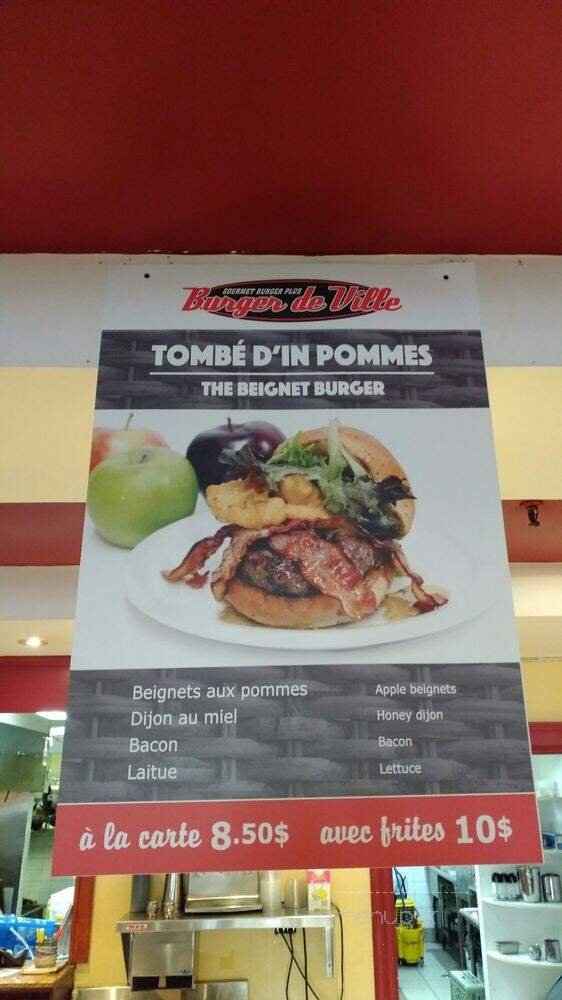 GOURMET BURGER PLUS
Burger de Ville
TOMBÉ D'IN POMMES
THE BEIGNET BURGER
Beignets aux pommes
Apple beignets
Dijon au miel
Honey dijon
Bacon
Bacon
Laitue
Lettuce
à la carte 8.50$ avec frites 10$